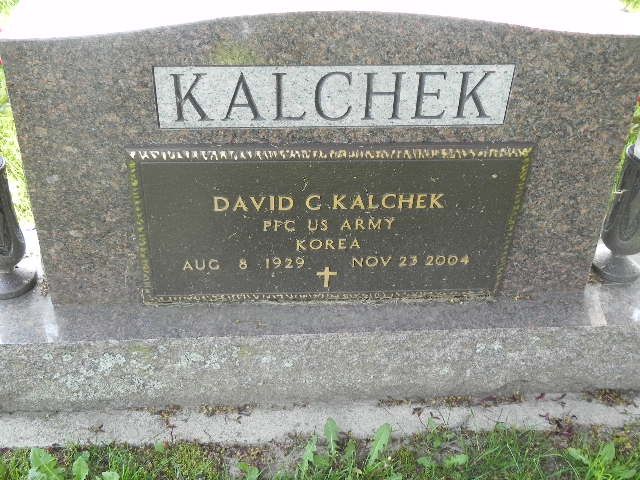 KALCHEK
DAVID G KALCHEK
PFC US ARMY
KOREA
AUG 8 1929 NOV 23 2004